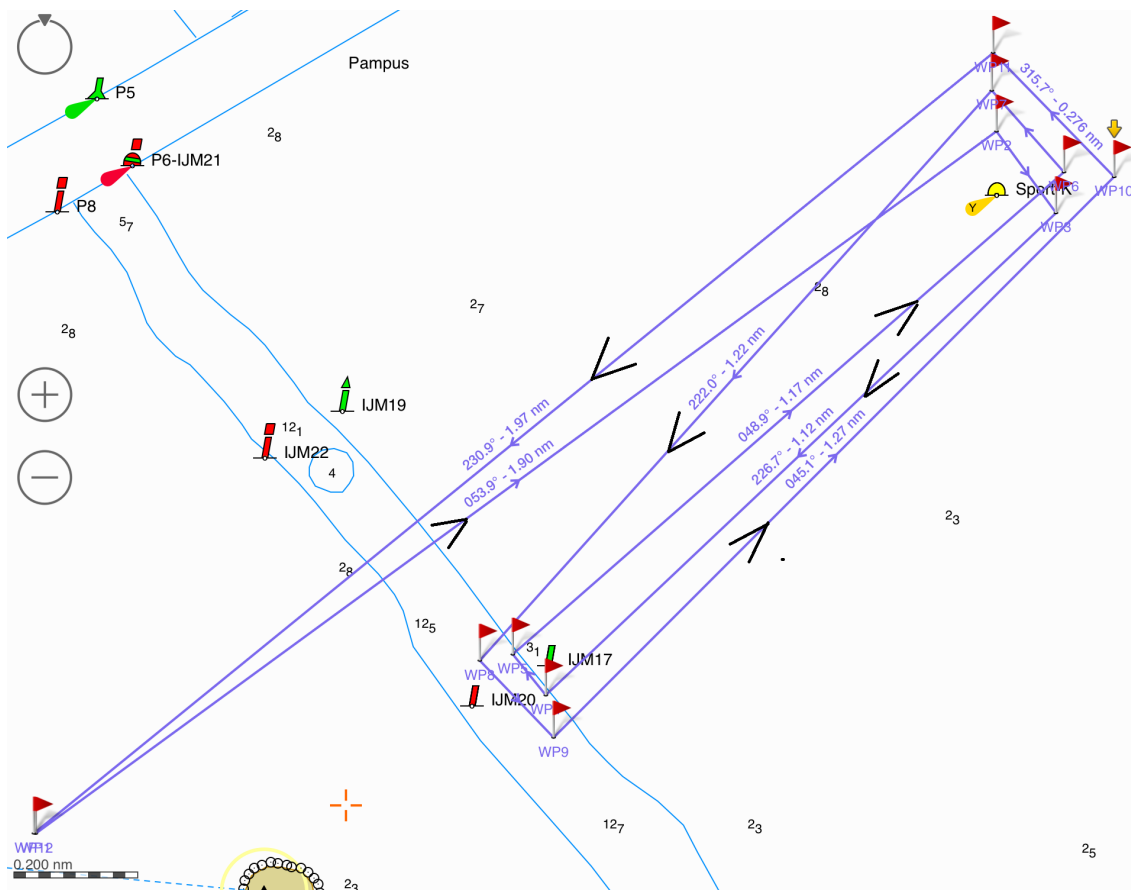 Pampus
P5
2₈
P6-IJM21
P8
5₇
2₈
2₇
IJM19
12₁
IJM22
4
2₈
12₅
WP11
315.7° - 0.276 nm
WP7
WP2
WP6
WP10
Sport-K
Y
WP3
2₈
222.0° - 1.22 nm
048.9° - 1.17 nm
230.9° - 1.97 nm
053.9° - 1.90 nm
226.7° - 1.12 nm
045.1° - 1.27 nm
2₃
3₁
IJM17
WP5
WP8
IJM20
WP
WP9
WP12
0.200 nm
12₇
2₃
2₅
2₃